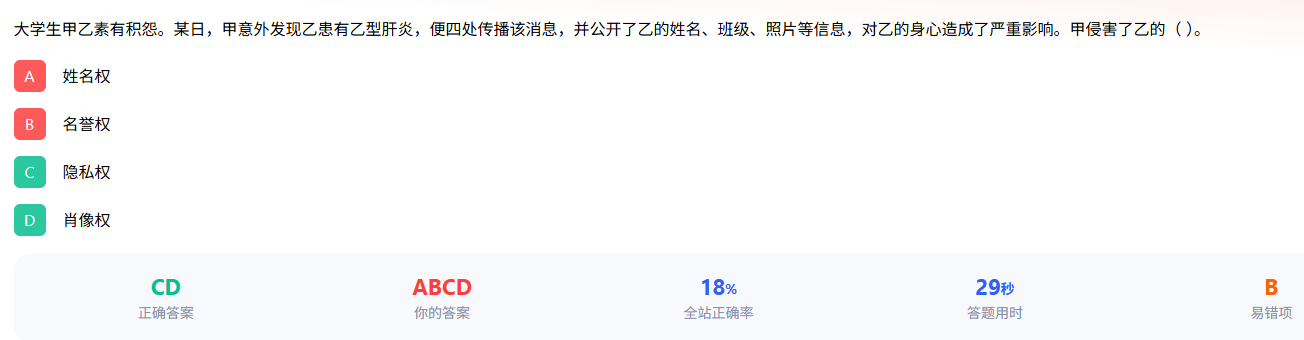 大学生甲乙素有积怨。某日，甲意外发现乙患有乙型肝炎，便四处传播该消息，并公开了乙的姓名、班级、照片等信息，对乙的身心造成了严重影响。甲侵害了乙的（ ）。
A 姓名权
B 名誉权
C 隐私权
D 肖像权
CD ABCD 18% 29秒 B
正确答案 你的答案 全站正确率 答题用时 易错项